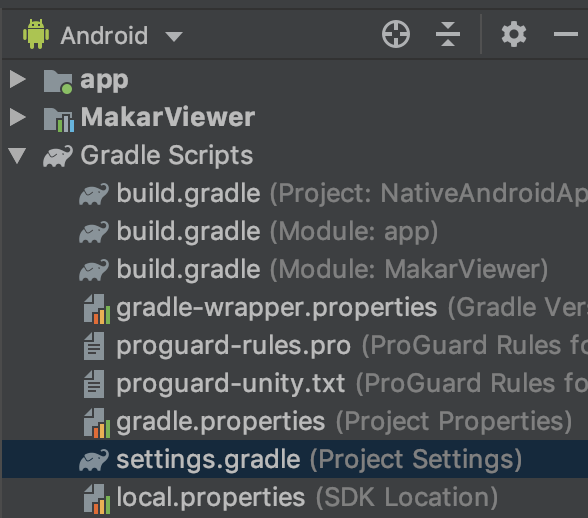 Android
app
MakarViewer
Gradle Scripts
build.gradle (Project: NativeAndroidAp
build.gradle (Module: app)
build.gradle (Module: MakarViewer)
gradle-wrapper.properties (Gradle Ver
proguard-rules.pro (ProGuard Rules fo
proguard-unity.txt (ProGuard Rules fo
gradle.properties (Project Properties)
settings.gradle (Project Settings)
local.properties (SDK Location)